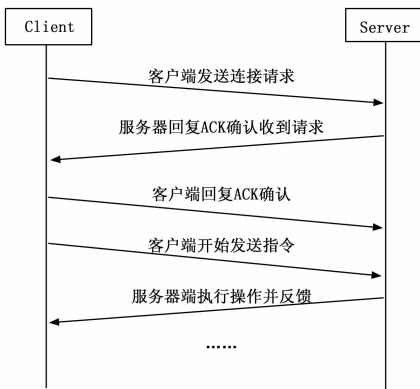 Client
Server
客户端发送连接请求
服务器回复ACK确认收到请求
客户端回复ACK确认
客户端开始发送指令
服务器端执行操作并反馈
……